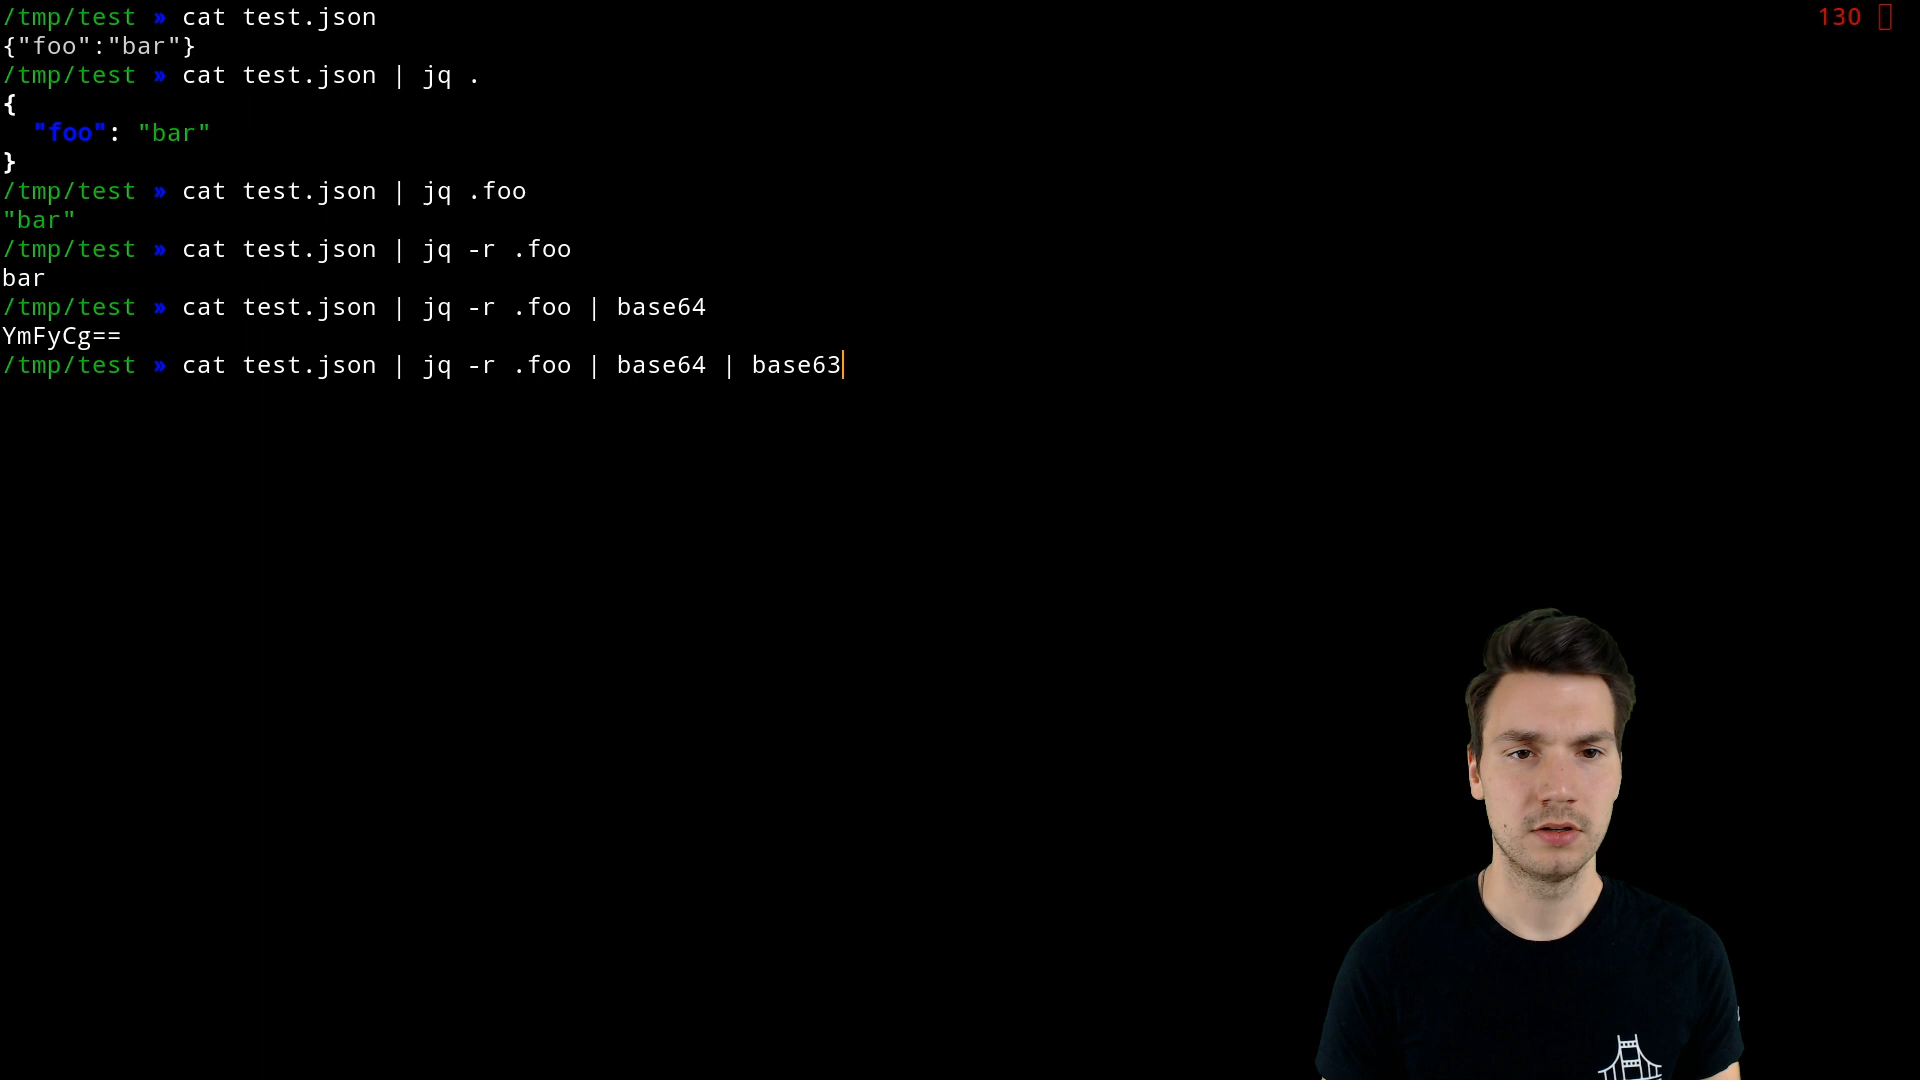 /tmp/test » cat test.json
130
{"foo":"bar"}
/tmp/test » cat test.json | jq .
{
  "foo": "bar"
}
/tmp/test » cat test.json | jq .foo
"bar"
/tmp/test » cat test.json | jq -r .foo
bar
/tmp/test » cat test.json | jq -r .foo | base64
YmFyCg==
/tmp/test » cat test.json | jq -r .foo | base64 | base63